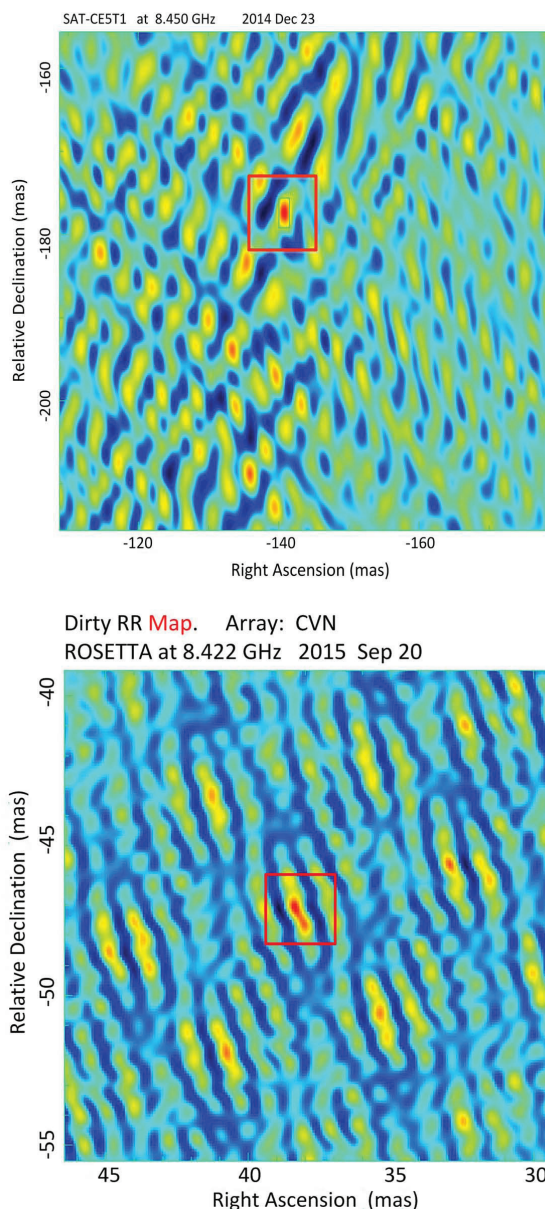 SAT-CE5T1 at 8.450 GHz 2014 Dec 23
-160
-180
-200
Relative Declination (mas)
-120 -140 -160
Right Ascension (mas)
Dirty RR Map. Array: CVN
ROSETTA at 8.422 GHz 2015 Sep 20
-40
-45
-50
-55
Relative Declination (mas)
45 40 35 30
Right Ascension (mas)